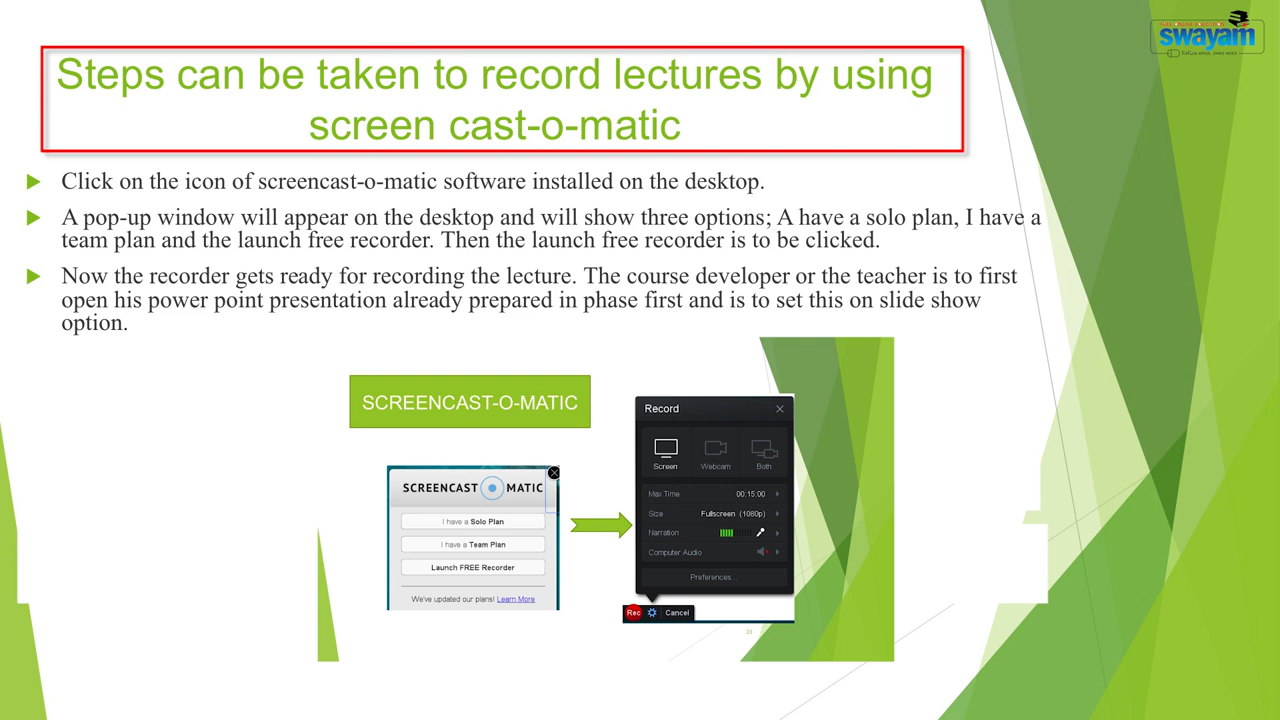 swayam
Steps can be taken to record lectures by using
screen cast-o-matic
Click on the icon of screencast-o-matic software installed on the desktop.
A pop-up window will appear on the desktop and will show three options; A have a solo plan, I have a
team plan and the launch free recorder. Then the launch free recorder is to be clicked.
Now the recorder gets ready for recording the lecture. The course developer or the teacher is to first
open his power point presentation already prepared in phase first and is to set this on slide show
option.
SCREENCAST-O-MATIC
SCREENCAST MATIC
I have a Solo Plan
I have a Team Plan
Launch FREE Recorder
We've updated our plans! Learn More
Record
Screen Webcam Both
Max Time 00:15:00
Size Fullscreen (1080p)
Narration
Computer Audio
Preferences...
Rec Cancel
23